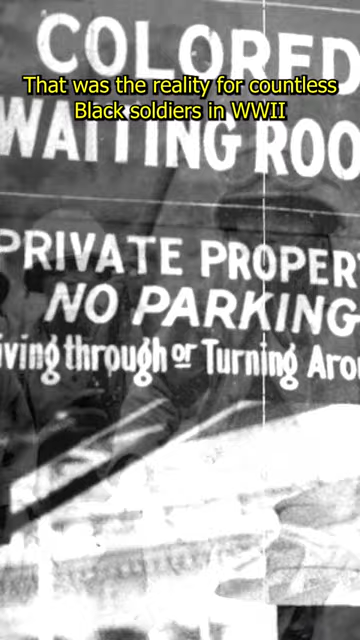 COLORED
That was the reality for countless
Black soldiers in WWII
WAITING ROO
PRIVATE PROPER
NO PARKING
iving through or Turning Aro